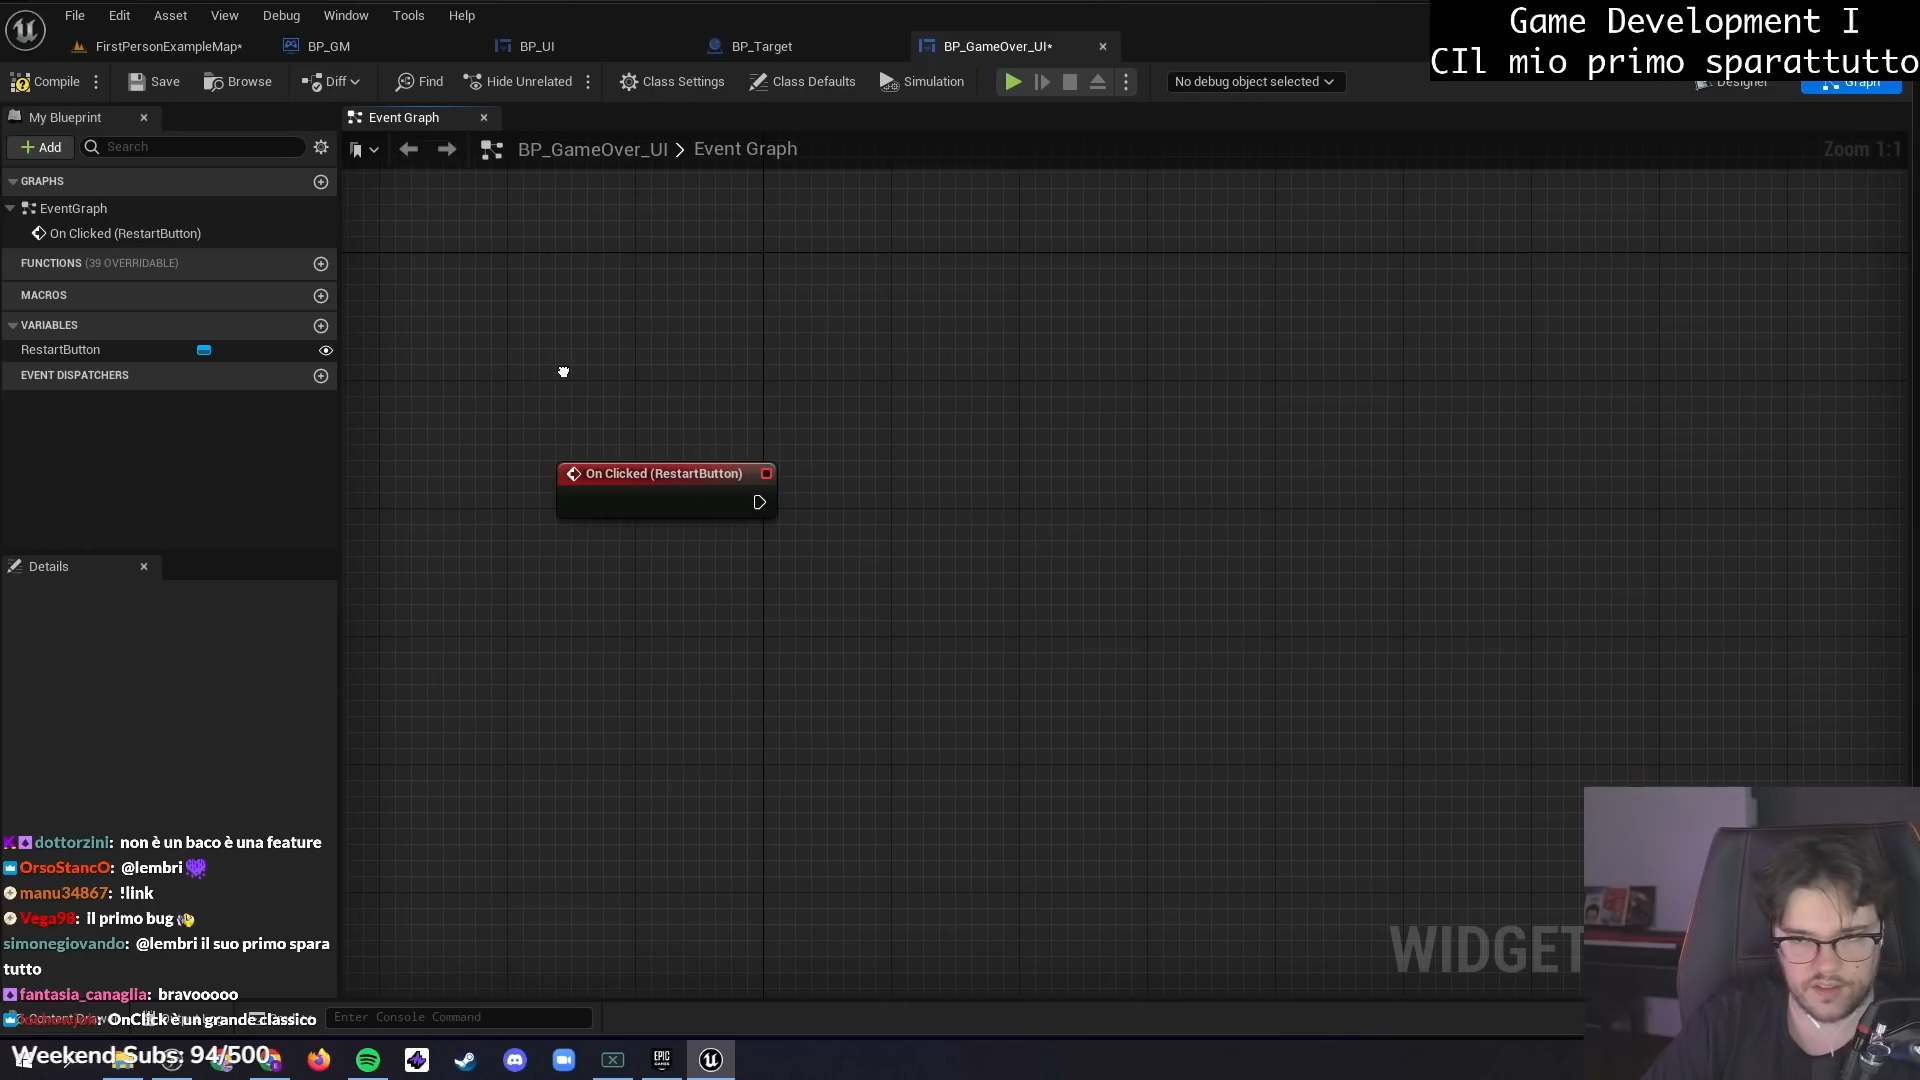 File Edit Asset View Debug Window Tools Help
Game Development I
CIl mio primo sparattutto
FirstPersonExampleMap* BP_GM BP_UI BP_Target BP_GameOver_UI*
Compile Save Browse Diff Find Hide Unrelated Class Settings Class Defaults Simulation No debug object selected Designer Graph
My Blueprint Event Graph
Add Search BP_GameOver_UI > Event Graph Zoom 1:1
GRAPHS
EventGraph
On Clicked (RestartButton)
FUNCTIONS (39 OVERRIDABLE)
MACROS
VARIABLES
RestartButton
EVENT DISPATCHERS
On Clicked (RestartButton)
Details
dottorzini: non è un baco è una feature
OrsoStancO: @lembri
manu34867: !link
Vega98: il primo bug
simonegiovando: @lembri il suo primo spara
tutto
fantasia_canaglia: bravooooo
OnClick è un grande classico
Enter Console Command
WIDGET
Weekend Subs: 94/500
EPIC
GAMES